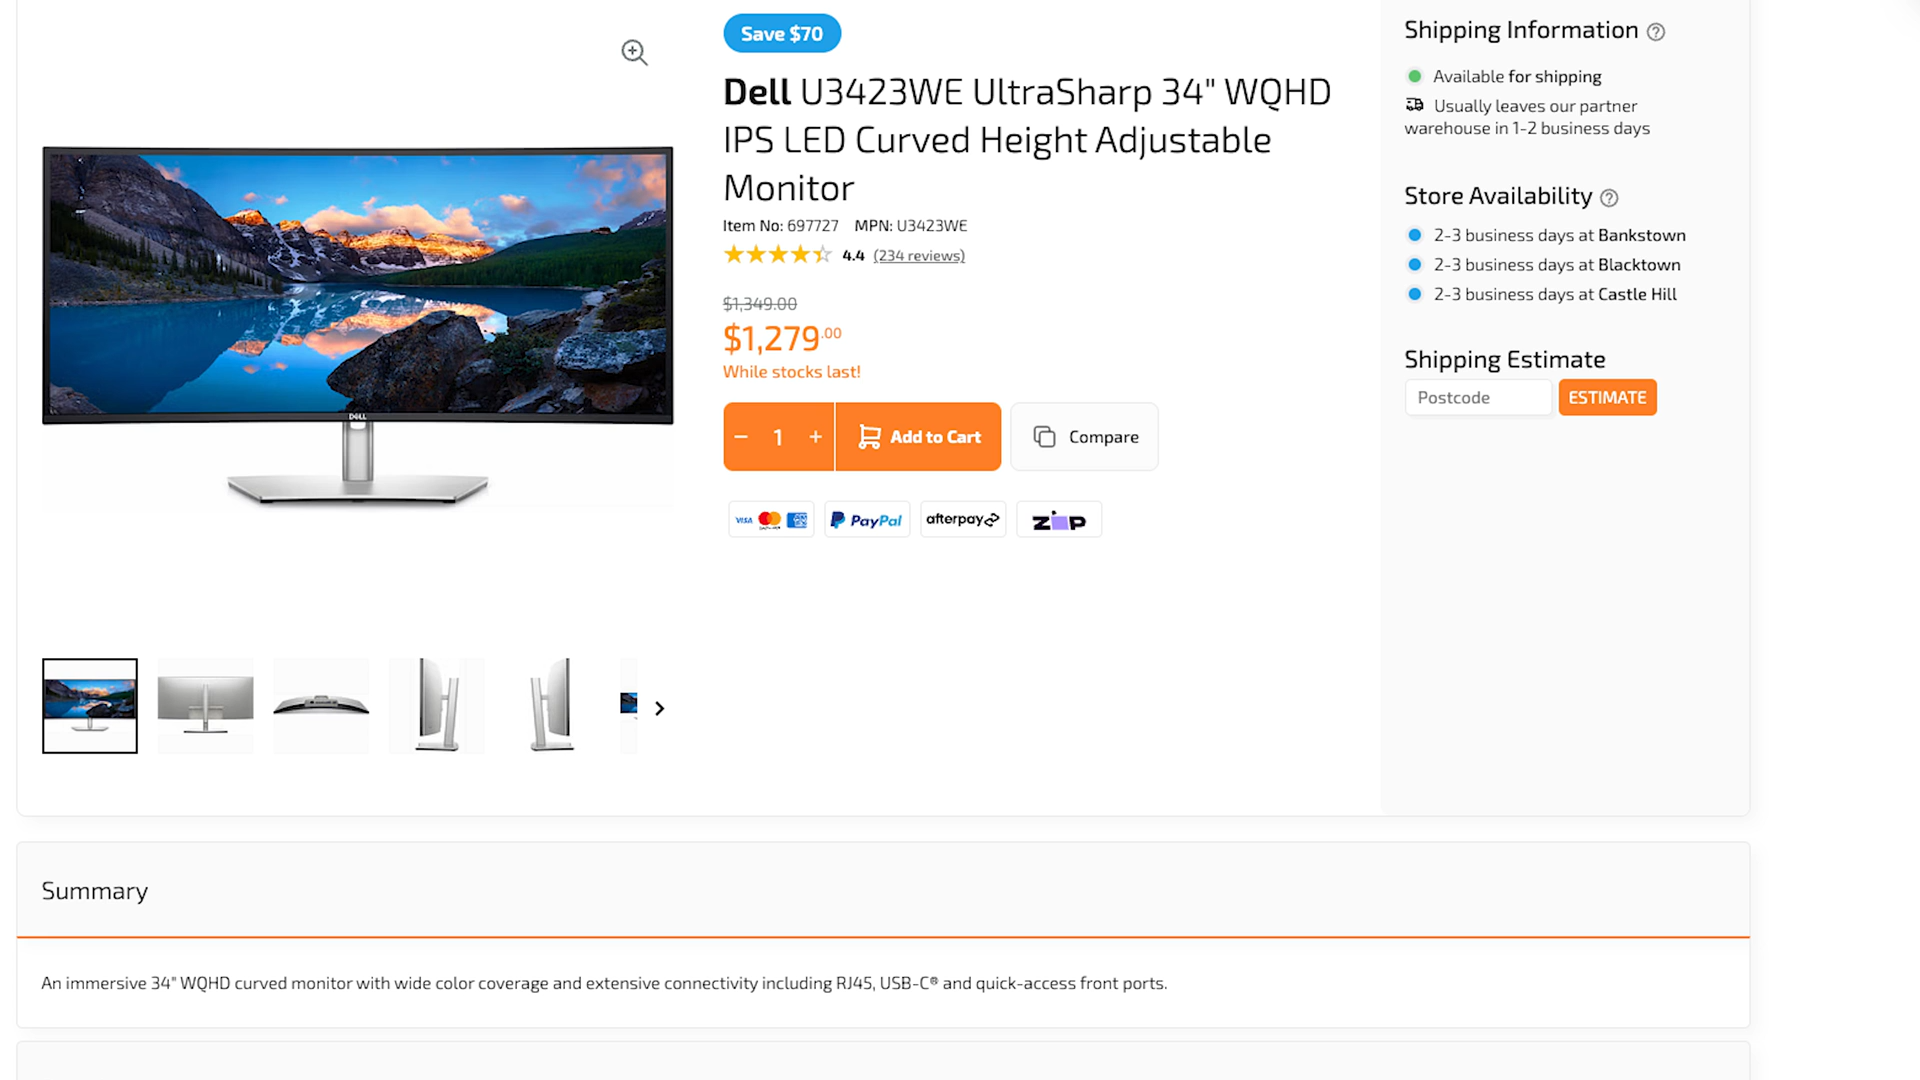 Save $70
Dell U3423WE UltraSharp 34" WQHD
IPS LED Curved Height Adjustable
Monitor
Item No: 697727 MPN: U3423WE
4.4 (234 reviews)
$1,349.00
$1,279.00
While stocks last!
− 1 + Add to Cart Compare
VISA PayPal afterpay zip
DELL
Shipping Information ?
Available for shipping
Usually leaves our partner
warehouse in 1-2 business days
Store Availability ?
2-3 business days at Bankstown
2-3 business days at Blacktown
2-3 business days at Castle Hill
Shipping Estimate
Postcode ESTIMATE
Summary
An immersive 34" WQHD curved monitor with wide color coverage and extensive connectivity including RJ45, USB-C® and quick-access front ports.